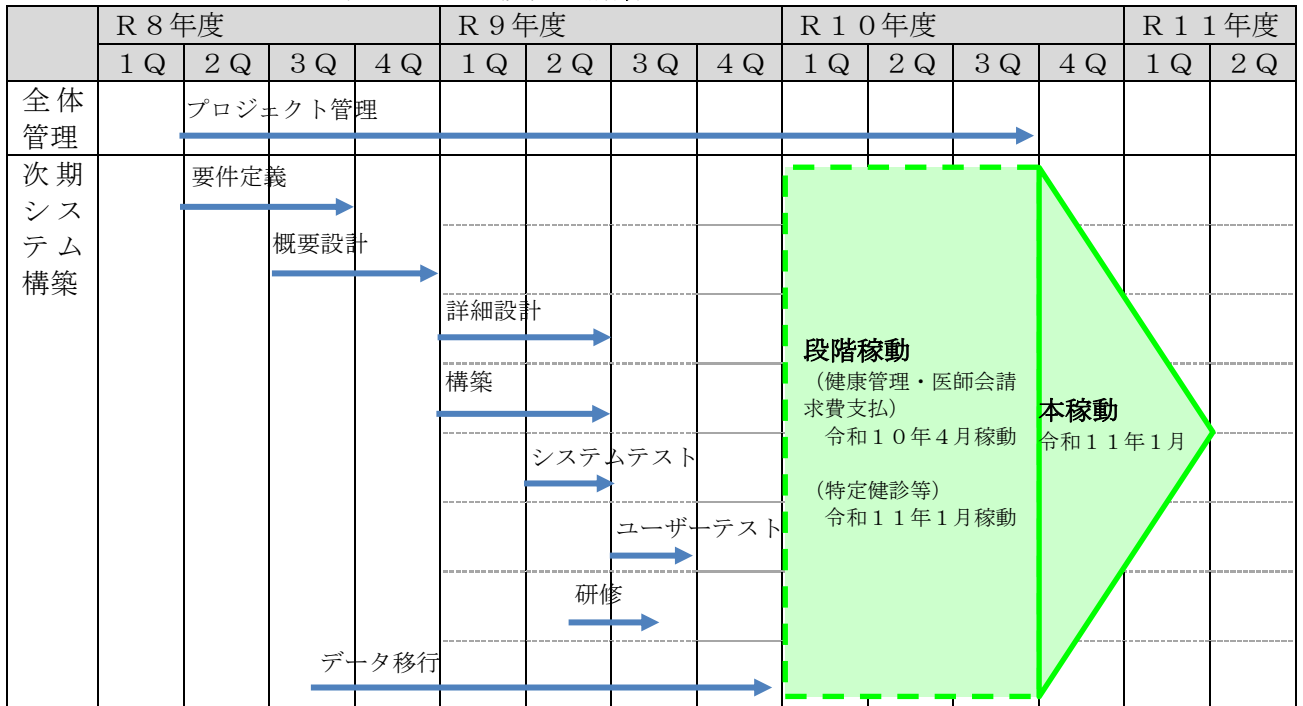 Ｒ８年度 Ｒ９年度 Ｒ１０年度 Ｒ１１年度
１Ｑ ２Ｑ ３Ｑ ４Ｑ １Ｑ ２Ｑ ３Ｑ ４Ｑ １Ｑ ２Ｑ ３Ｑ ４Ｑ １Ｑ ２Ｑ
全体
管理
プロジェクト管理
次期
シス
テム
構築
要件定義
概要設計
詳細設計
構築
システムテスト
ユーザーテスト
研修
データ移行
段階稼動
（健康管理・医師会請
求費支払）
令和１０年４月稼動
（特定健診等）
令和１１年１月稼動
本稼動
令和１１年１月